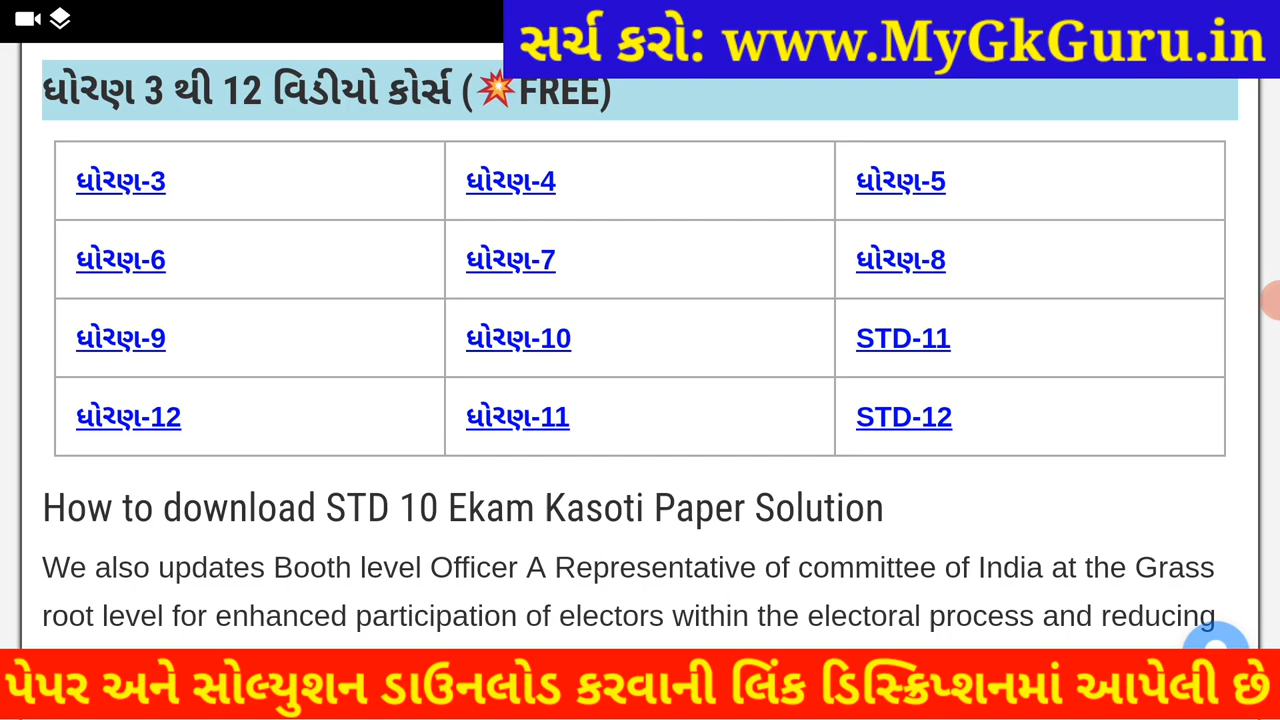 સર્ચ કરો: www.MyGkGuru.in
ધોરણ 3 થી 12 વિડીયો કોર્સ (💥FREE)
ધોરણ-3 ધોરણ-4 ધોરણ-5
ધોરણ-6 ધોરણ-7 ધોરણ-8
ધોરણ-9 ધોરણ-10 STD-11
ધોરણ-12 ધોરણ-11 STD-12
How to download STD 10 Ekam Kasoti Paper Solution
We also updates Booth level Officer A Representative of committee of India at the Grass
root level for enhanced participation of electors within the electoral process and reducing
પેપર અને સોલ્યુશન ડાઉનલોડ કરવાની લિંક ડિસ્ક્રિપ્શનમાં આપેલી છે